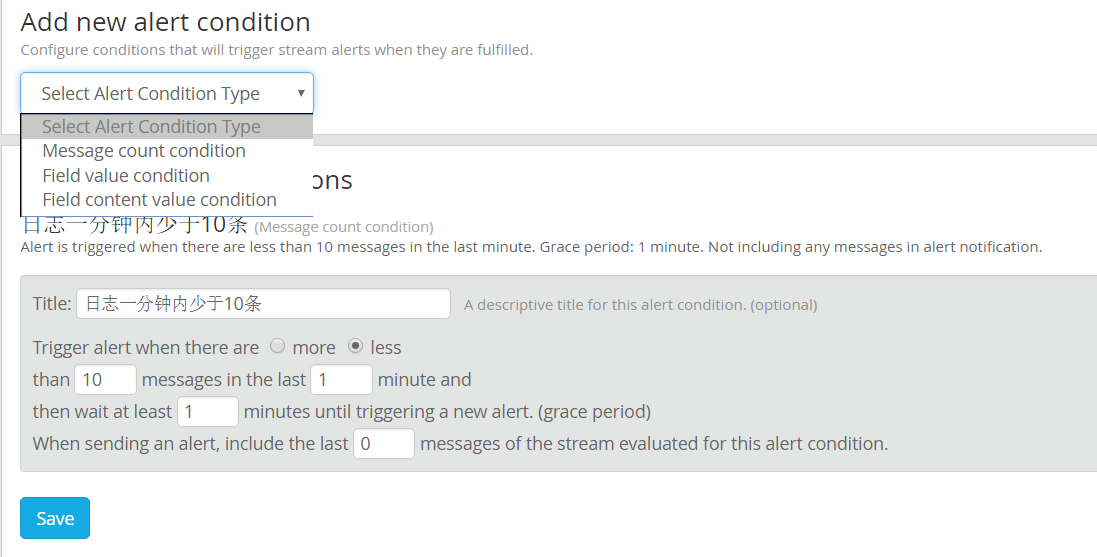 Add new alert condition
Configure conditions that will trigger stream alerts when they are fulfilled.
Select Alert Condition Type
Select Alert Condition Type
Message count condition
Field value condition
Field content value condition
ons
日志一分钟内少于10条 (Message count condition)
Alert is triggered when there are less than 10 messages in the last minute. Grace period: 1 minute. Not including any messages in alert notification.
Title: 日志一分钟内少于10条 A descriptive title for this alert condition. (optional)
Trigger alert when there are more less
than 10 messages in the last 1 minute and
then wait at least 1 minutes until triggering a new alert. (grace period)
When sending an alert, include the last 0 messages of the stream evaluated for this alert condition.
Save